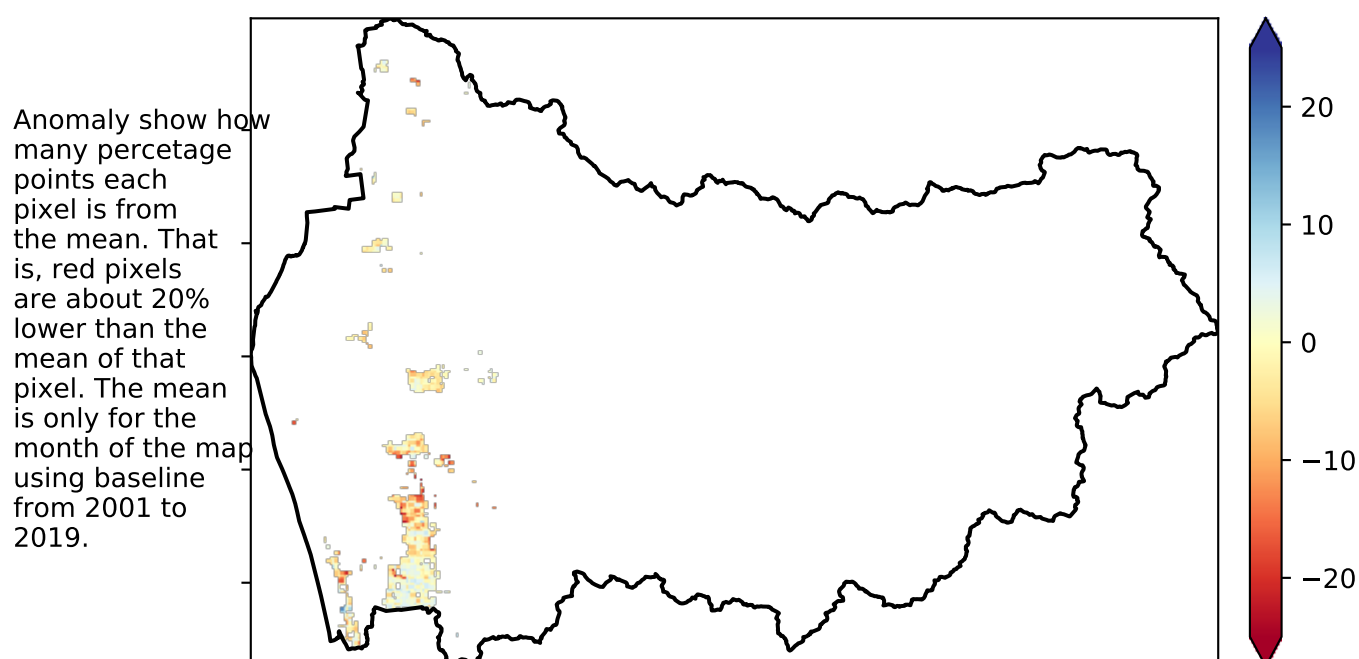 Anomaly show how
many percetage
points each
pixel is from
the mean. That
is, red pixels
are about 20%
lower than the
mean of that
pixel. The mean
is only for the
month of the map
using baseline
from 2001 to
2019.
20
10
0
−10
−20